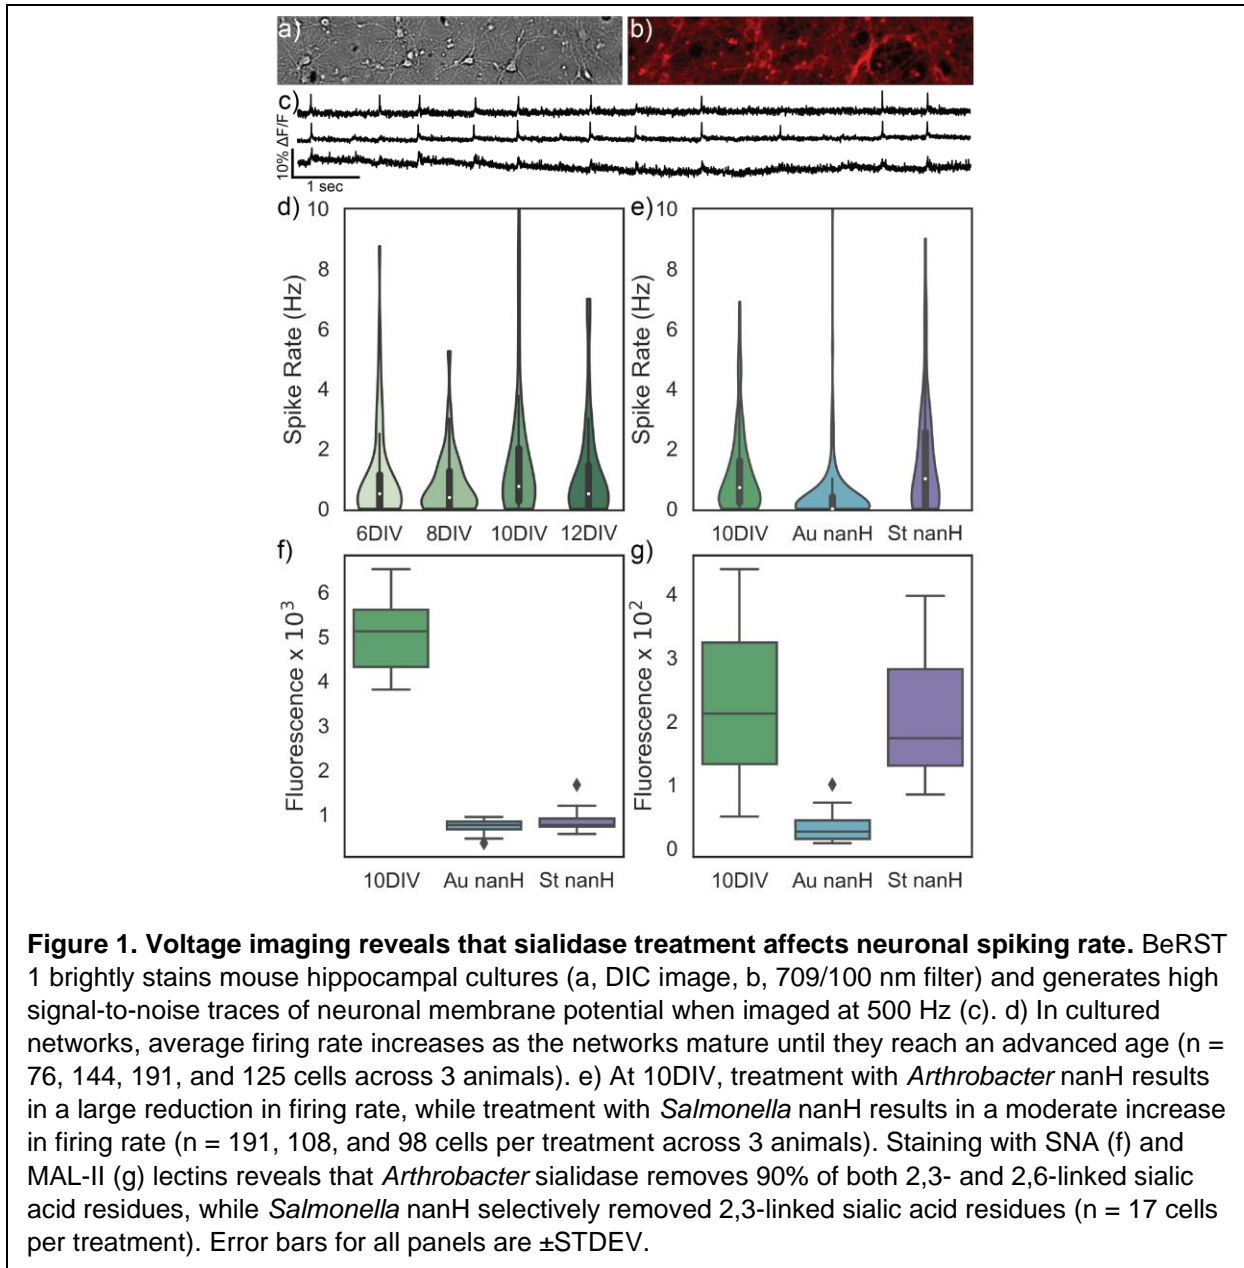 a)
b)
c)
10% ΔF/F
1 sec
d)
e)
10
8
6
4
2
0
Spike Rate (Hz)
6DIV 8DIV 10DIV 12DIV
10
8
6
4
2
0
Spike Rate (Hz)
10DIV Au nanH St nanH
f)
g)
6
5
4
3
2
1
Fluorescence x 10³
10DIV Au nanH St nanH
4
3
2
1
0
Fluorescence x 10²
10DIV Au nanH St nanH
Figure 1. Voltage imaging reveals that sialidase treatment affects neuronal spiking rate. BeRST
1 brightly stains mouse hippocampal cultures (a, DIC image, b, 709/100 nm filter) and generates high
signal-to-noise traces of neuronal membrane potential when imaged at 500 Hz (c). d) In cultured
networks, average firing rate increases as the networks mature until they reach an advanced age (n =
76, 144, 191, and 125 cells across 3 animals). e) At 10DIV, treatment with Arthrobacter nanH results
in a large reduction in firing rate, while treatment with Salmonella nanH results in a moderate increase
in firing rate (n = 191, 108, and 98 cells per treatment across 3 animals). Staining with SNA (f) and
MAL-II (g) lectins reveals that Arthrobacter sialidase removes 90% of both 2,3- and 2,6-linked sialic
acid residues, while Salmonella nanH selectively removed 2,3-linked sialic acid residues (n = 17 cells
per treatment). Error bars for all panels are ±STDEV.